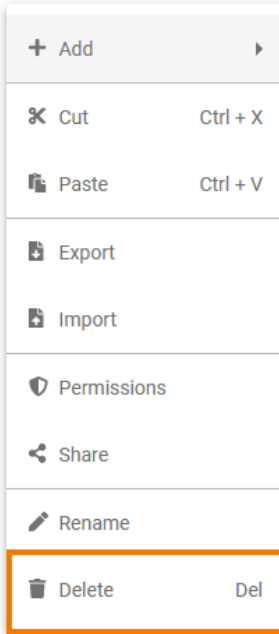 Add
Cut Ctrl + X
Paste Ctrl + V
Export
Import
Permissions
Share
Rename
Delete Del